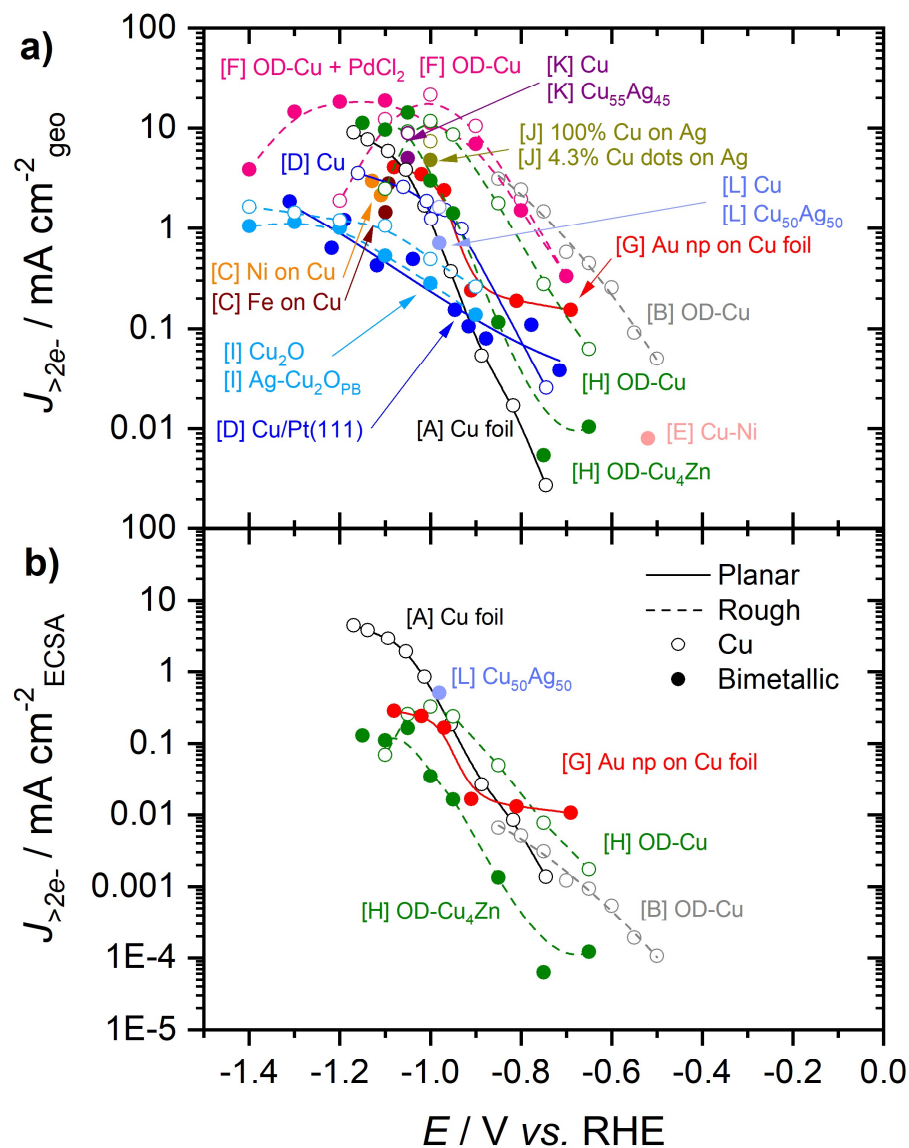 a)
100
10
1
0.1
0.01
100
J>2e- / mA cm⁻² geo
[F] OD-Cu + PdCl₂
[F] OD-Cu
[K] Cu
[K] Cu₅₅Ag₄₅
[J] 100% Cu on Ag
[J] 4.3% Cu dots on Ag
[D] Cu
[L] Cu
[L] Cu₅₀Ag₅₀
[G] Au np on Cu foil
[C] Ni on Cu
[C] Fe on Cu
[B] OD-Cu
[I] Cu₂O
[I] Ag-Cu₂O_PB
[H] OD-Cu
[D] Cu/Pt(111)
[A] Cu foil
[E] Cu-Ni
[H] OD-Cu₄Zn
b)
10
1
0.1
0.01
0.001
1E-4
1E-5
J>2e- / mA cm⁻² ECSA
[A] Cu foil
Planar
Rough
Cu
Bimetallic
[L] Cu₅₀Ag₅₀
[G] Au np on Cu foil
[H] OD-Cu
[H] OD-Cu₄Zn
[B] OD-Cu
-1.4 -1.2 -1.0 -0.8 -0.6 -0.4 -0.2 0.0
E / V vs. RHE